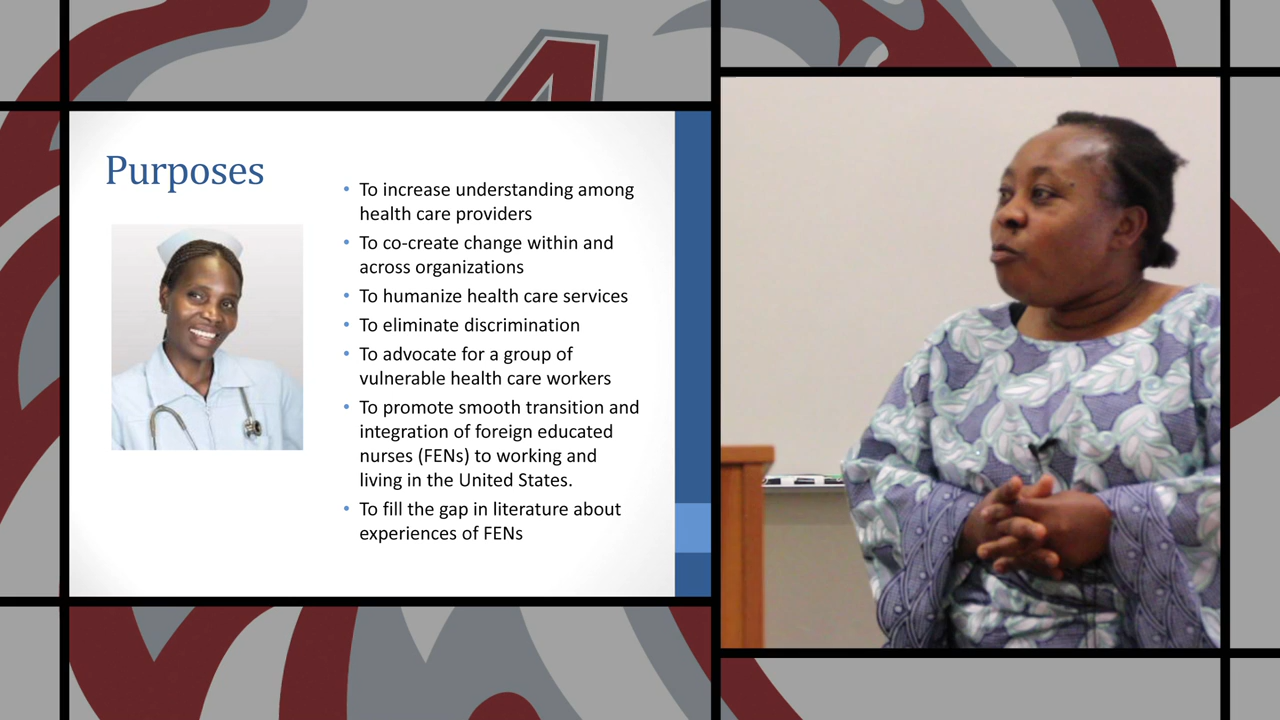 Purposes
• To increase understanding among
health care providers
• To co-create change within and
across organizations
• To humanize health care services
• To eliminate discrimination
• To advocate for a group of
vulnerable health care workers
• To promote smooth transition and
integration of foreign educated
nurses (FENs) to working and
living in the United States.
• To fill the gap in literature about
experiences of FENs